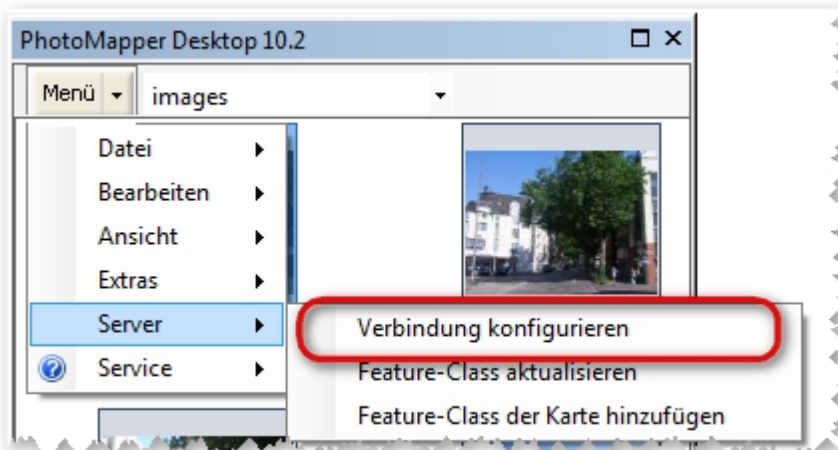 PhotoMapper Desktop 10.2
Menü images
Datei
Bearbeiten
Ansicht
Extras
Server
Service
Verbindung konfigurieren
Feature-Class aktualisieren
Feature-Class der Karte hinzufügen